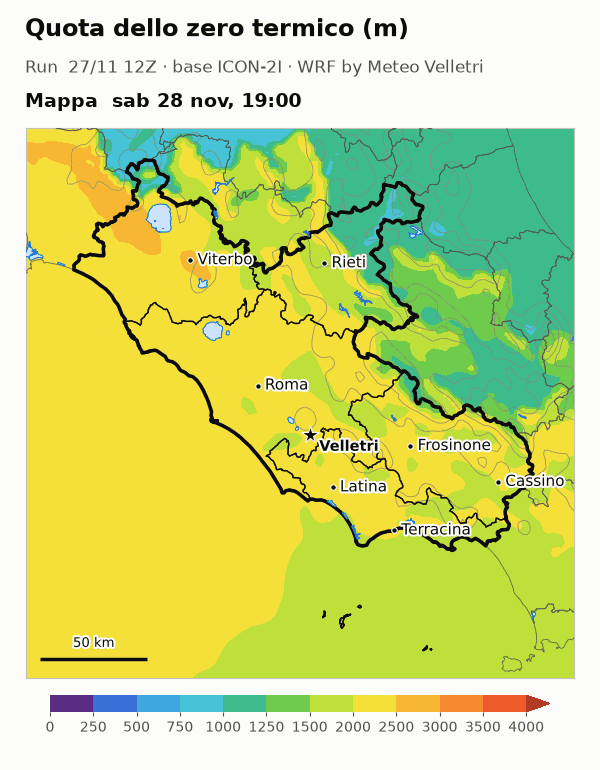 Quota dello zero termico (m)
Run 27/11 12Z · base ICON-2I · WRF by Meteo Velletri
Mappa sab 28 nov, 19:00
Viterbo
Rieti
Roma
Velletri
Frosinone
Cassino
Latina
Terracina
50 km
0 250 500 750 1000 1250 1500 2000 2500 3000 3500 4000